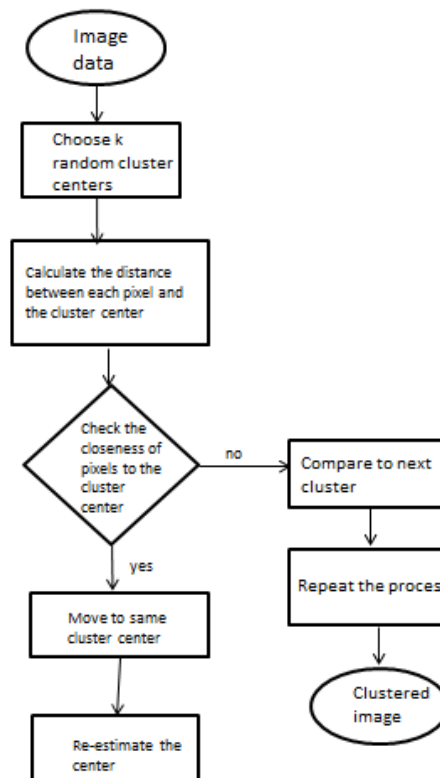 Image
data
Choose k
random cluster
centers
Calculate the distance
between each pixel and
the cluster center
Check the
closeness of
pixels to the
cluster
center
no
Compare to next
cluster
yes
Repeat the proces
Move to same
cluster center
Clustered
image
Re-estimate the
center